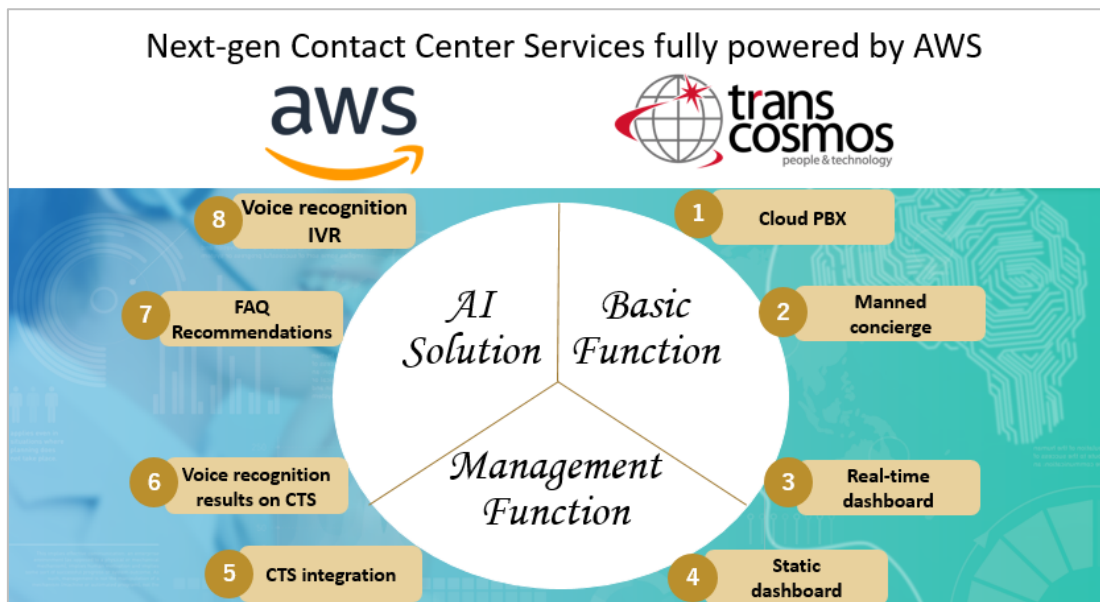 Next-gen Contact Center Services fully powered by AWS
aws
trans
cosmos
people & technology
8
Voice recognition
IVR
1
Cloud PBX
7
FAQ
Recommendations
AI
Solution
Basic
Function
2
Manned
concierge
6
Voice recognition
results on CTS
Management
Function
3
Real-time
dashboard
5
CTS integration
4
Static
dashboard